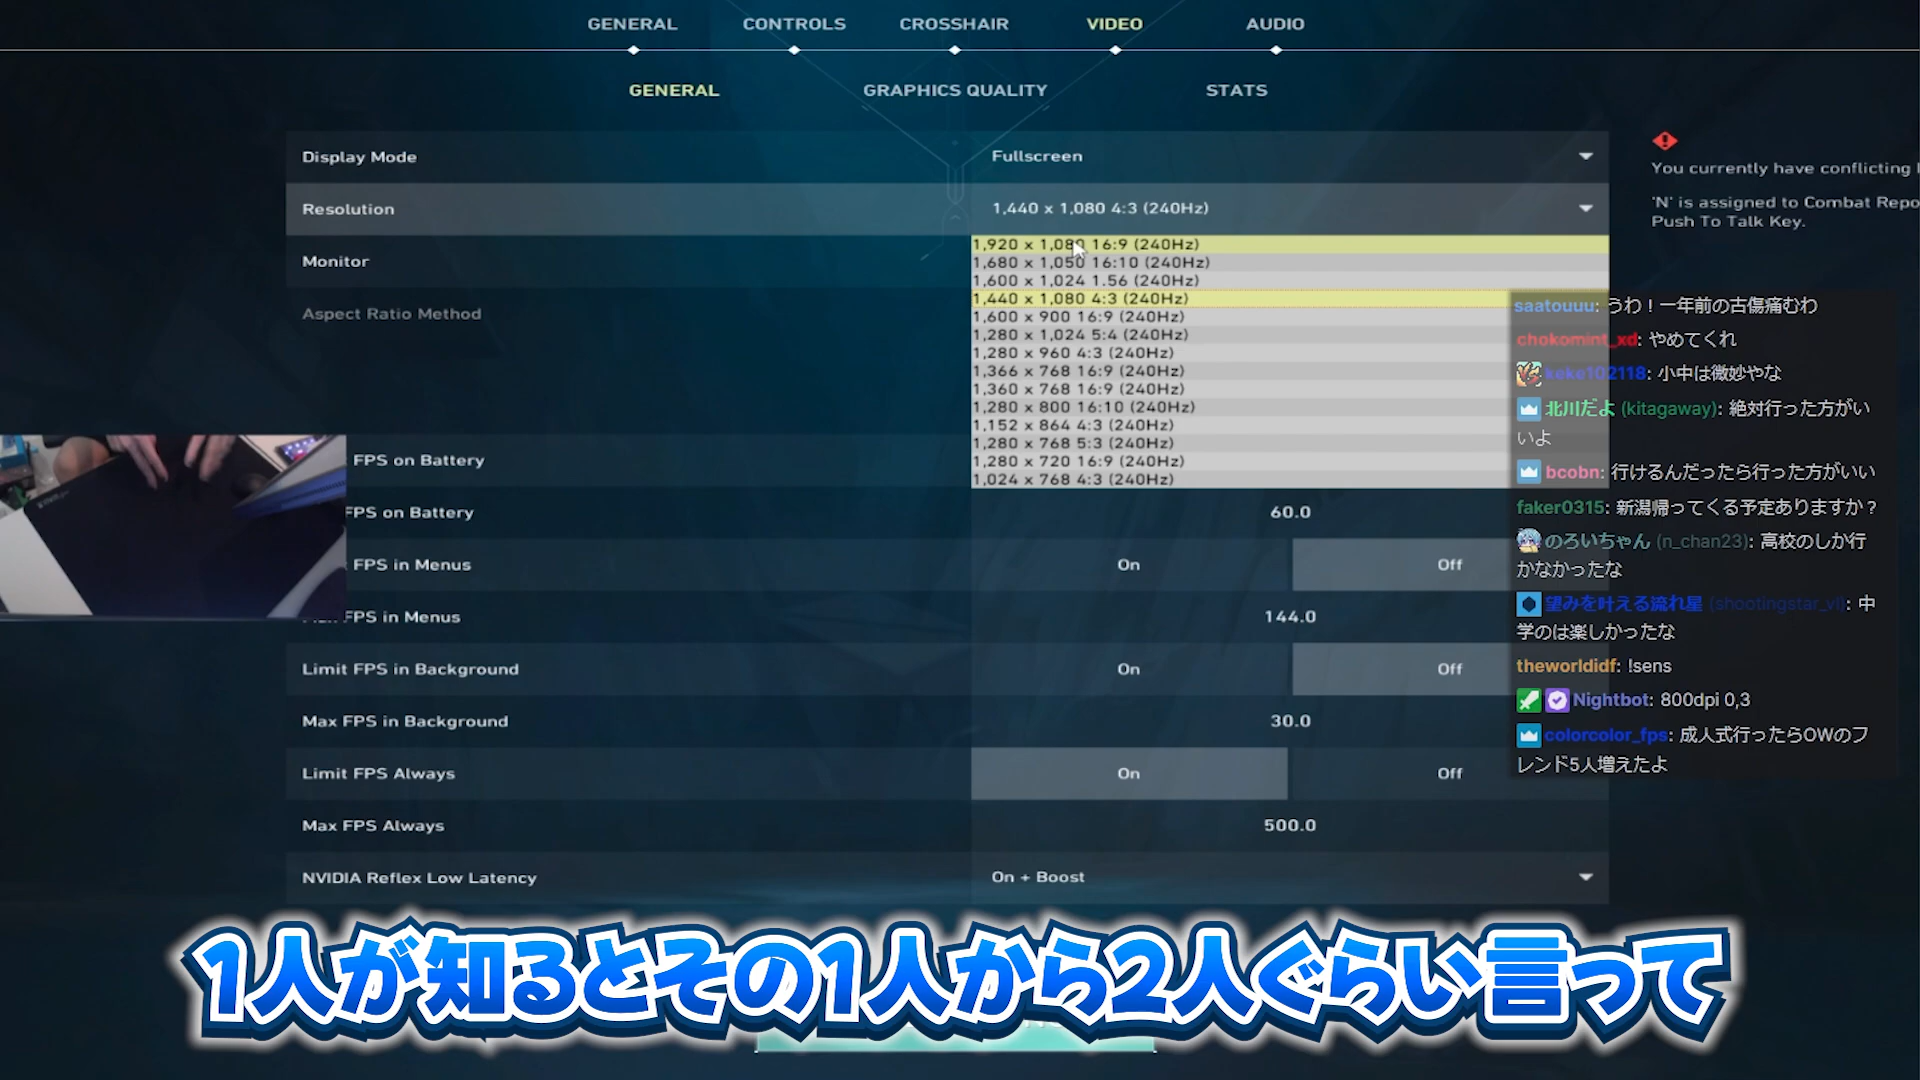 GENERAL CONTROLS CROSSHAIR VIDEO AUDIO
GENERAL GRAPHICS QUALITY STATS
Display Mode Fullscreen
Resolution 1,440 x 1,080 4:3 (240Hz)
1,920 x 1,080 16:9 (240Hz)
Monitor
1,680 x 1,050 16:10 (240Hz)
1,600 x 1,024 1.56 (240Hz)
1,440 x 1,080 4:3 (240Hz)
Aspect Ratio Method
1,600 x 900 16:9 (240Hz)
1,280 x 1,024 5:4 (240Hz)
1,280 x 960 4:3 (240Hz)
1,366 x 768 16:9 (240Hz)
1,360 x 768 16:9 (240Hz)
1,280 x 800 16:10 (240Hz)
1,152 x 864 4:3 (240Hz)
1,280 x 768 5:3 (240Hz)
1,280 x 720 16:9 (240Hz)
1,024 x 768 4:3 (240Hz)
FPS on Battery
FPS on Battery 60.0
FPS in Menus On Off
FPS in Menus 144.0
Limit FPS in Background On Off
Max FPS in Background 30.0
Limit FPS Always On Off
Max FPS Always 500.0
NVIDIA Reflex Low Latency On + Boost
You currently have conflicting
'N' is assigned to Combat Repo
Push To Talk Key.
saatouuu: うわ！一年前の古傷痛むわ
chokomint_xd: やめてくれ
keke102118: 小中は微妙やな
北川だよ (kitagaway): 絶対行った方がい
いよ
bcobn: 行けるんだったら行った方がいい
faker0315: 新潟帰ってくる予定ありますか？
のろいちゃん (n_chan23): 高校のしか行
かなかったな
望みを叶える流れ星 (shootingstar_vl): 中
学のは楽しかったな
theworldidf: !sens
Nightbot: 800dpi 0,3
colorcolor_fps: 成人式行ったらOWのフ
レンド5人増えたよ
1人が知るとその1人から2人ぐらい言って